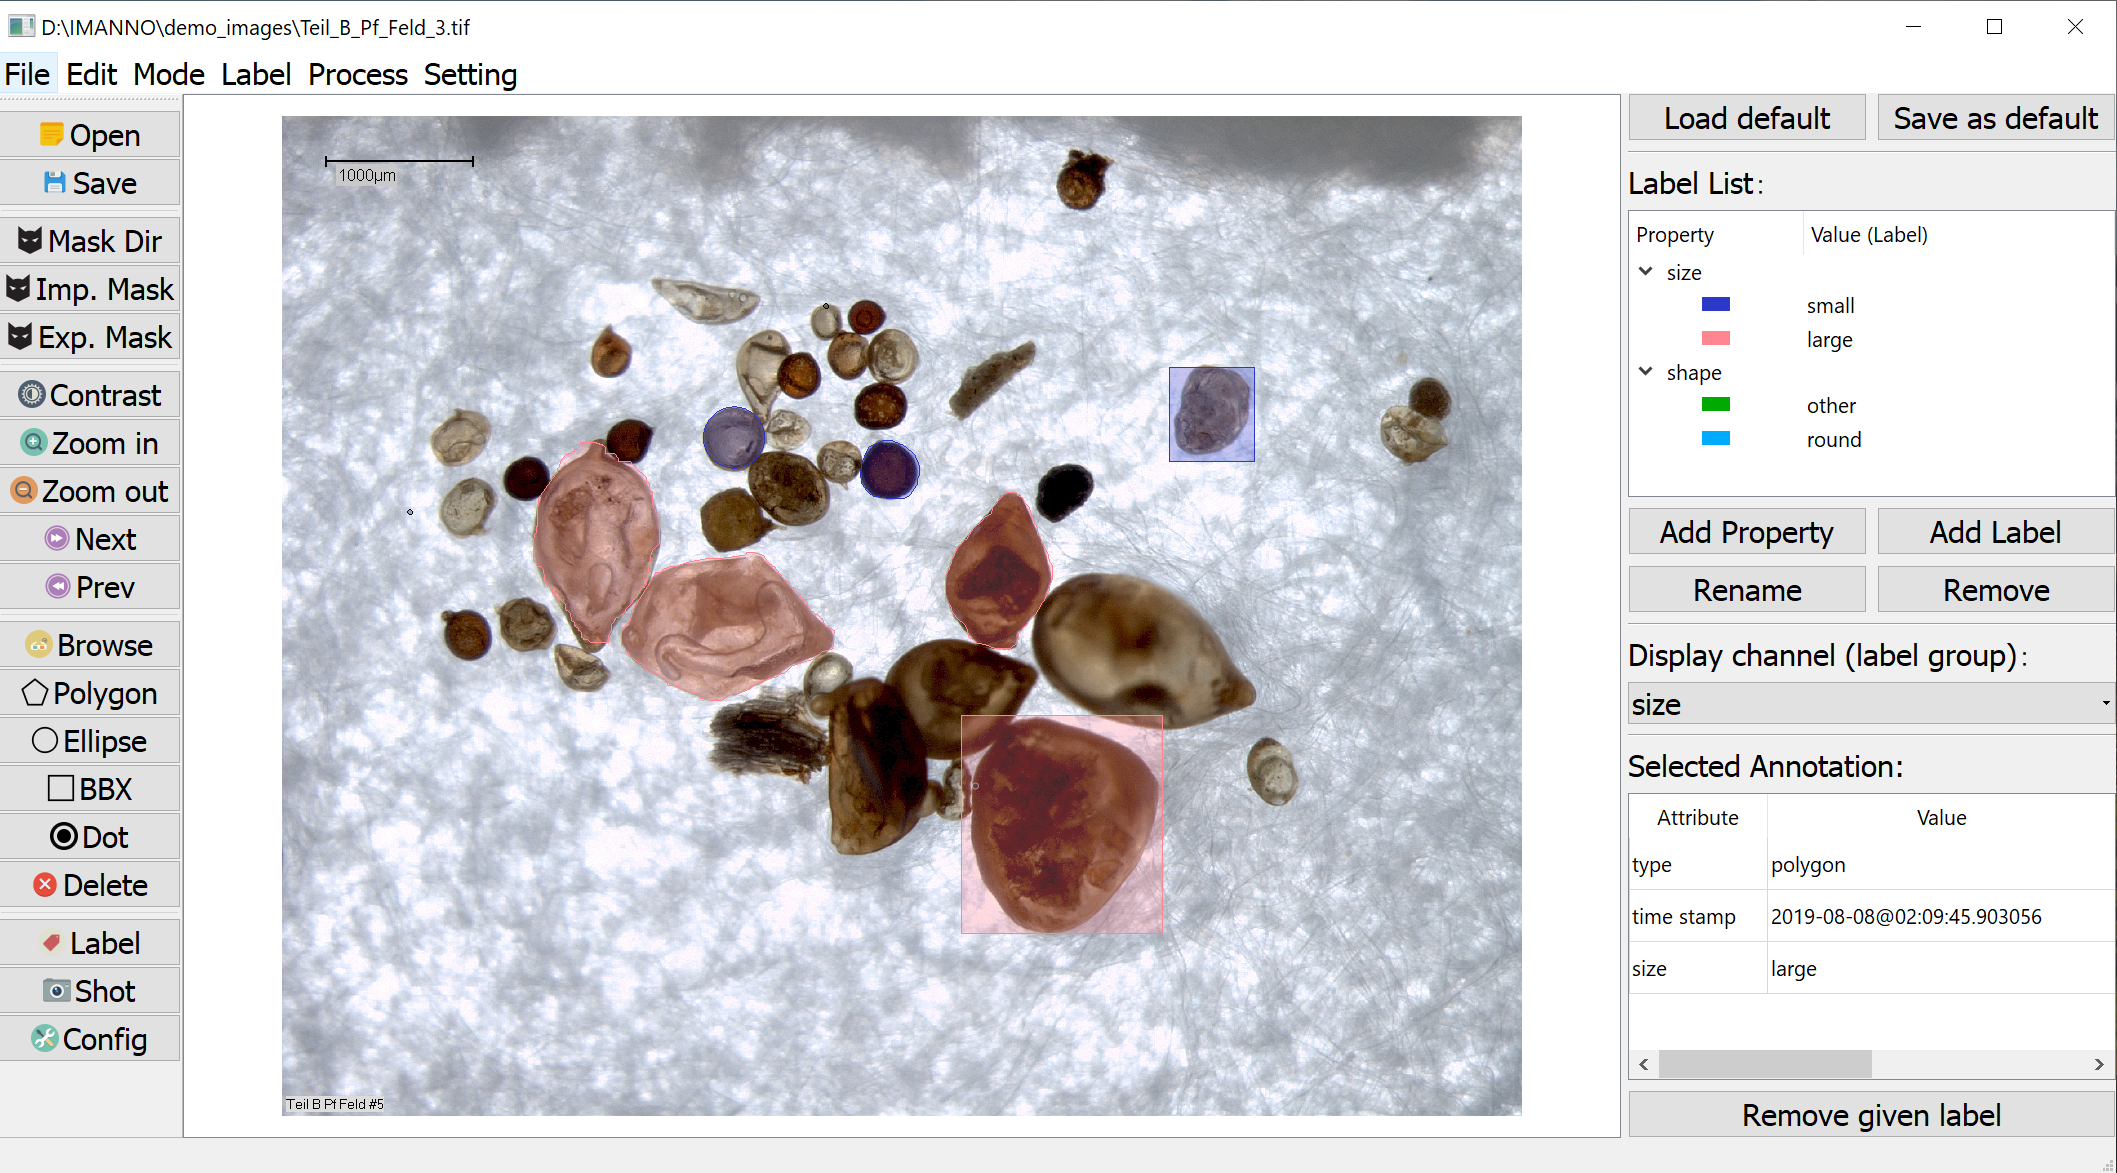 D:\IMANNO\demo_images\Teil_B_Pf_Feld_3.tif
File Edit Mode Label Process Setting
Open
Save
Mask Dir
Imp. Mask
Exp. Mask
Contrast
Zoom in
Zoom out
Next
Prev
Browse
Polygon
Ellipse
BBX
Dot
Delete
Label
Shot
Config
1000µm
Teil B Pf Feld #5
Load default Save as default
Label List:
Property Value (Label)
size
small
large
shape
other
round
Add Property Add Label
Rename Remove
Display channel (label group):
size
Selected Annotation:
Attribute Value
type polygon
time stamp 2019-08-08@02:09:45.903056
size large
Remove given label